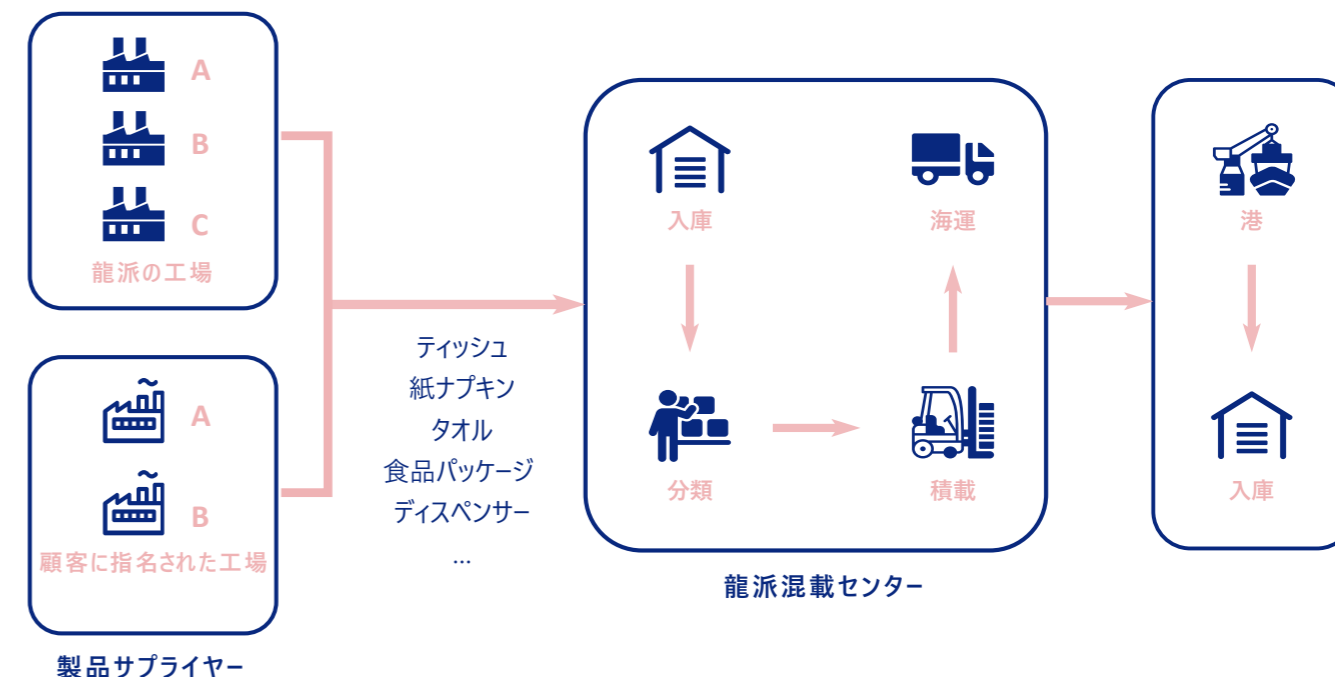 A
B
C
龍派の工場
A
B
顧客に指名された工場
製品サプライヤー
ティッシュ
紙ナプキン
タオル
食品パッケージ
ディスペンサー
...
入庫
海運
分類
積載
龍派混載センター
港
入庫